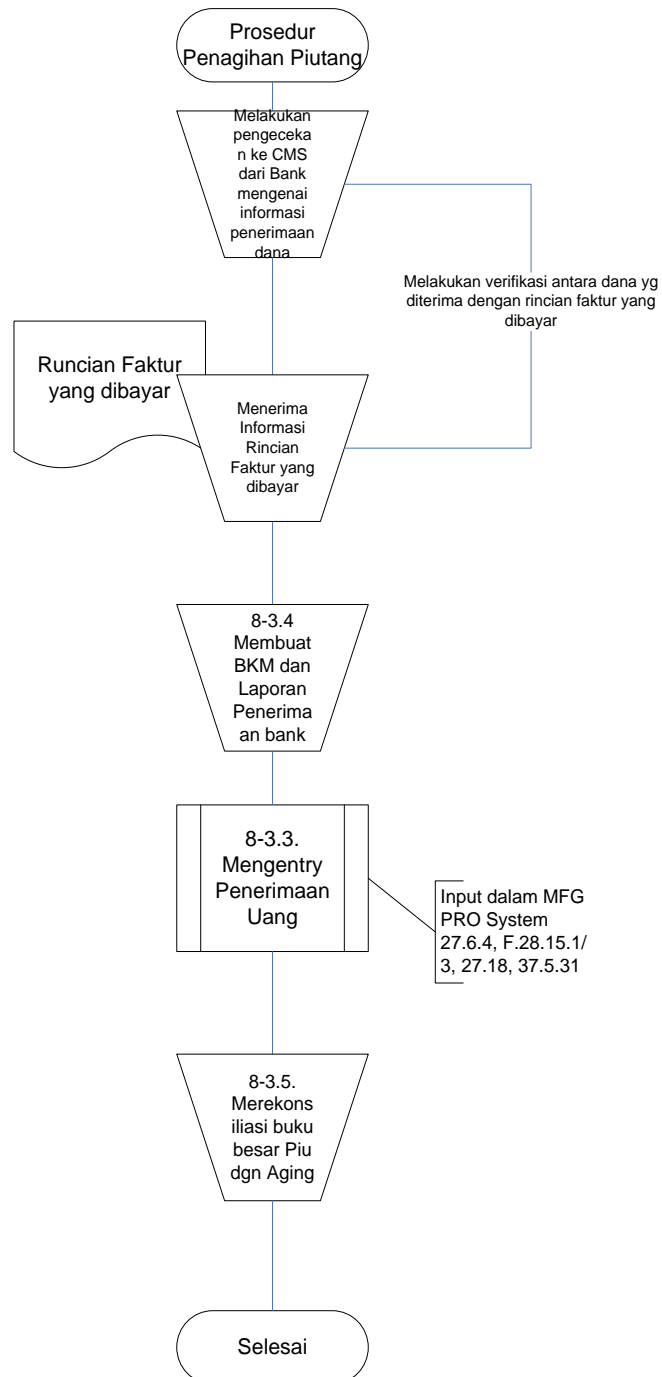 Prosedur
Penagihan Piutang
Melakukan
pengeceka
n ke CMS
dari Bank
mengenai
informasi
penerimaan
dana
Melakukan verifikasi antara dana yg
diterima dengan rincian faktur yang
dibayar
Runcian Faktur
yang dibayar
Menerima
Informasi
Rincian
Faktur yang
dibayar
8-3.4
Membuat
BKM dan
Laporan
Penerima
an bank
8-3.3.
Mengentry
Penerimaan
Uang
Input dalam MFG
PRO System
27.6.4, F.28.15.1/
3, 27.18, 37.5.31
8-3.5.
Merekons
iliasi buku
besar Piu
dgn Aging
Selesai